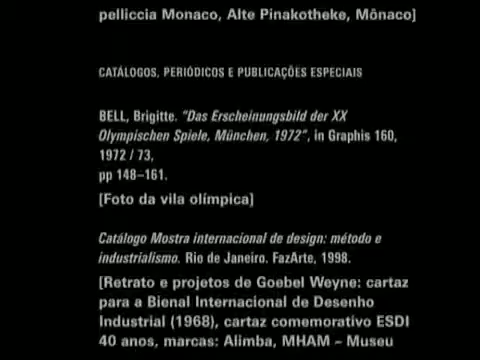 pelliccia Monaco, Alte Pinakotheke, Mônaco]
CATÁLOGOS, PERIÓDICOS E PUBLICAÇÕES ESPECIAIS
BELL, Brigitte. "Das Erscheinungsbild der XX
Olympischen Spiele, München, 1972", in Graphis 160,
1972 / 73,
pp 148–161.
[Foto da vila olímpica]
Catálogo Mostra internacional de design: método e
industrialismo. Rio de Janeiro. FazArte, 1998.
[Retrato e projetos de Goebel Weyne: cartaz
para a Bienal Internacional de Desenho
Industrial (1968), cartaz comemorativo ESDI
40 anos, marcas: Alimba, MHAM – Museu